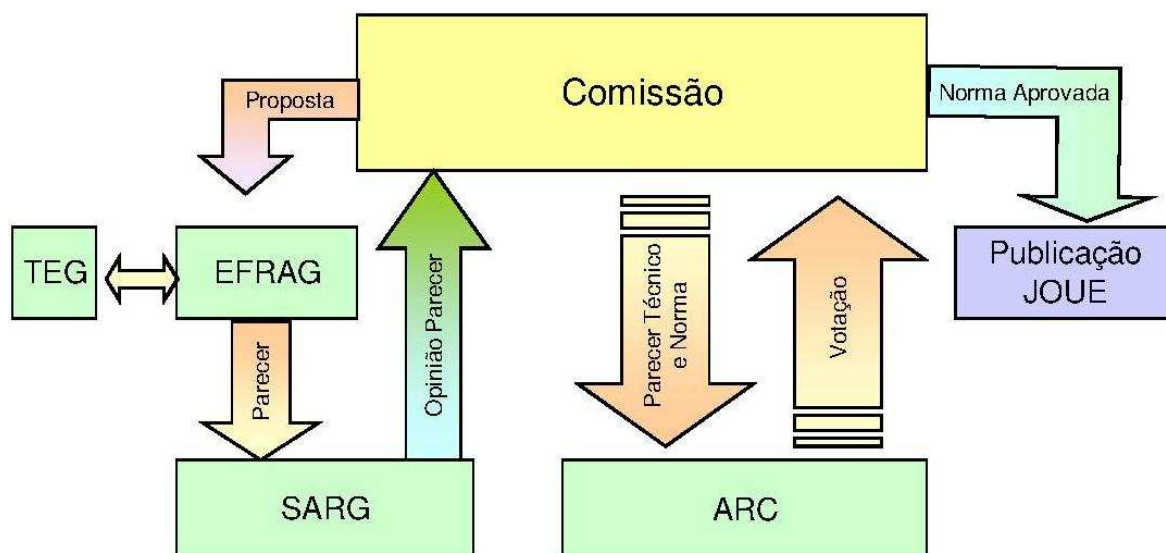 Comissão
Proposta
Norma Aprovada
TEG
EFRAG
Opinião Parecer
Parecer Técnico
e Norma
Votação
Publicação
JOUE
Parecer
SARG
ARC